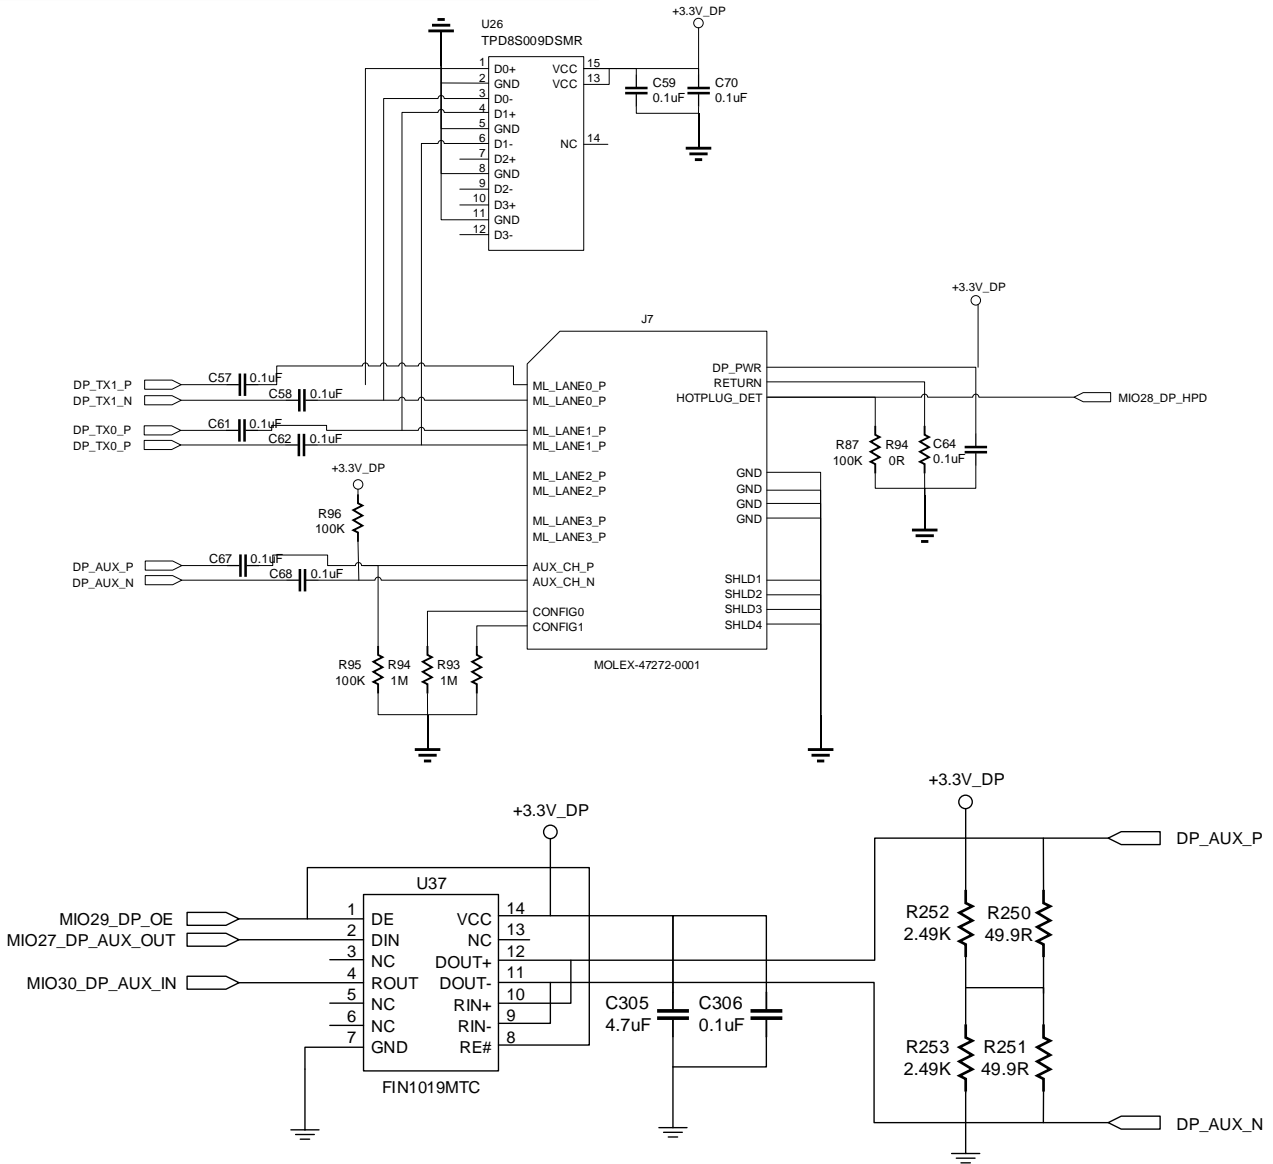 +3.3V_DP
U26
TPD8S009DSMR
1 D0+ VCC 15
2 GND VCC 13
3 D0-
4 D1+
5 GND
6 D1- NC 14
7 D2+
8 GND
9 D2-
10 D3+
11 GND
12 D3-
C59 0.1uF
C70 0.1uF
+3.3V_DP
J7
DP_PWR
RETURN
HOTPLUG_DET
MIO28_DP_HPD
DP_TX1_P C57 0.1uF ML_LANE0_P
DP_TX1_N C58 0.1uF ML_LANE0_P
DP_TX0_P C61 0.1uF ML_LANE1_P
DP_TX0_P C62 0.1uF ML_LANE1_P
R87 100K
R94 0R
C64 0.1uF
+3.3V_DP
R96 100K
ML_LANE2_P
ML_LANE2_P
ML_LANE3_P
ML_LANE3_P
GND
GND
GND
GND
DP_AUX_P C67 0.1uF AUX_CH_P
DP_AUX_N C68 0.1uF AUX_CH_N
CONFIG0
CONFIG1
SHLD1
SHLD2
SHLD3
SHLD4
R95 100K
R94 1M
R93 1M
MOLEX-47272-0001
+3.3V_DP
+3.3V_DP
DP_AUX_P
U37
MIO29_DP_OE 1 DE VCC 14
MIO27_DP_AUX_OUT 2 DIN NC 13
3 NC DOUT+ 12
MIO30_DP_AUX_IN 4 ROUT DOUT- 11
5 NC RIN+ 10
6 NC RIN- 9
7 GND RE# 8
FIN1019MTC
C305 4.7uF
C306 0.1uF
R252 2.49K
R250 49.9R
R253 2.49K
R251 49.9R
DP_AUX_N